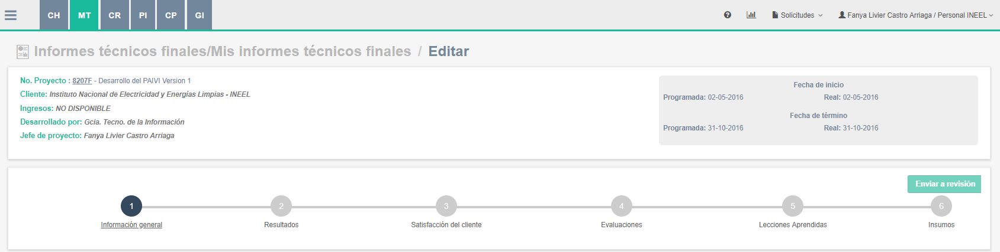 CH MT CR PI CP GI Solicitudes Fanya Livier Castro Arriaga / Personal INEEL
Informes técnicos finales/Mis informes técnicos finales / Editar
No. Proyecto : 8207F - Desarrollo del PAIVI Version 1
Cliente: Instituto Nacional de Electricidad y Energías Limpias - INEEL
Ingresos: NO DISPONIBLE
Desarrollado por: Gcia. Tecno. de la Información
Jefe de proyecto: Fanya Livier Castro Arriaga
Fecha de inicio
Programada: 02-05-2016 Real: 02-05-2016
Fecha de término
Programada: 31-10-2016 Real: 31-10-2016
Enviar a revisión
1 2 3 4 5 6
Información general Resultados Satisfacción del cliente Evaluaciones Lecciones Aprendidas Insumos